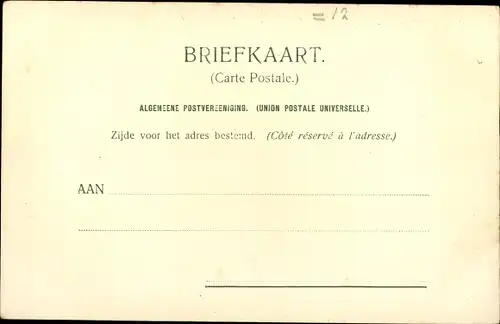 =12
BRIEFKAART.
(Carte Postale.)
ALGEMEENE POSTVEREENIGING. (UNION POSTALE UNIVERSELLE.)
Zijde voor het adres bestemd. (Côté réservé à l'adresse.)
AAN